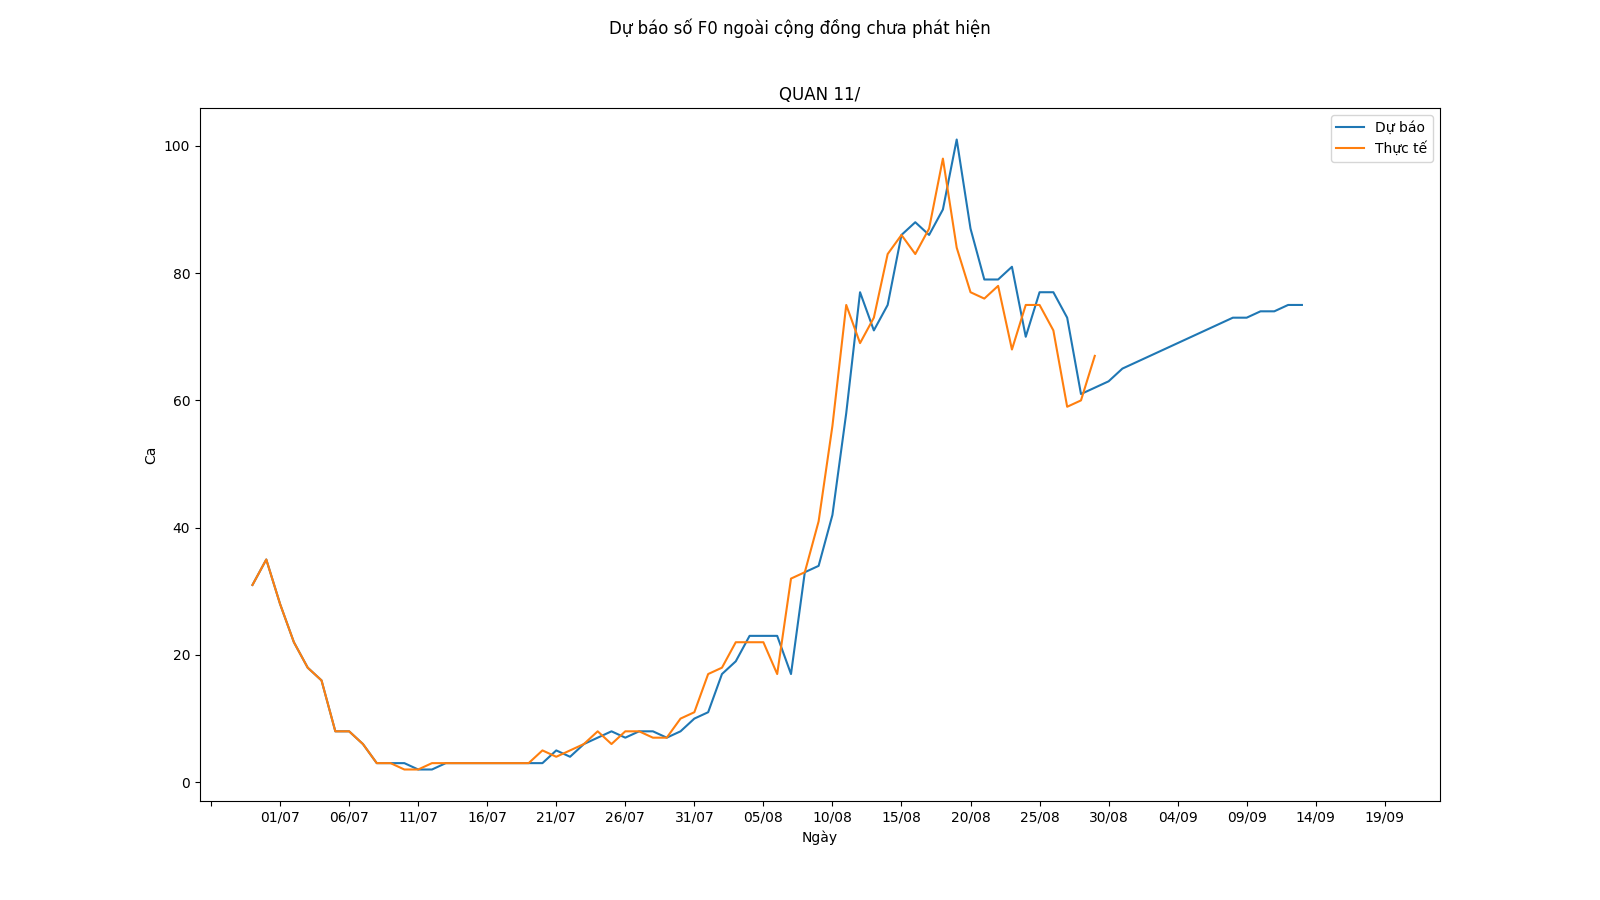 Dự báo số F0 ngoài cộng đồng chưa phát hiện
QUAN 11/
Dự báo
Thực tế
100
80
60
40
20
0
Ca
01/07 06/07 11/07 16/07 21/07 26/07 31/07 05/08 10/08 15/08 20/08 25/08 30/08 04/09 09/09 14/09 19/09
Ngày